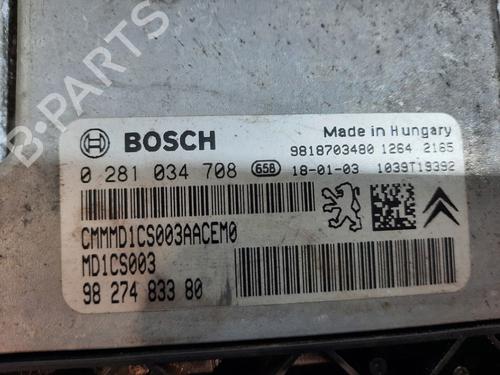 BOSCH
Made in Hungary
9818703480 1264 2165
0 281 034 708 658 18-01-03 1039T19392
CMMMD1CS003AACEM0
MD1CS003
98 274 833 80
B-PARTS